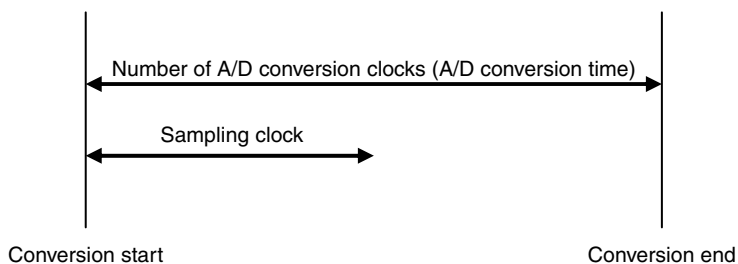 Number of A/D conversion clocks (A/D conversion time)
Sampling clock
Conversion start
Conversion end